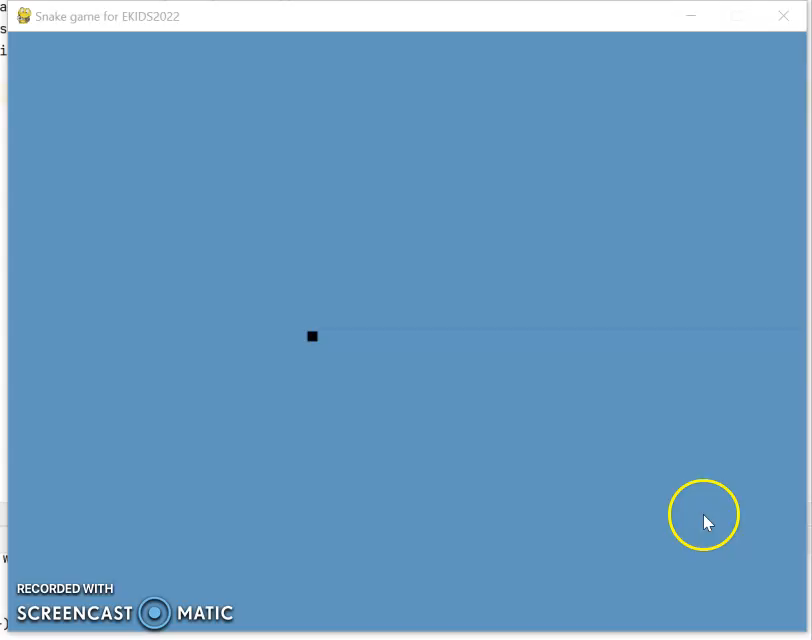 Snake game for EKIDS2022
RECORDED WITH
SCREENCAST MATIC